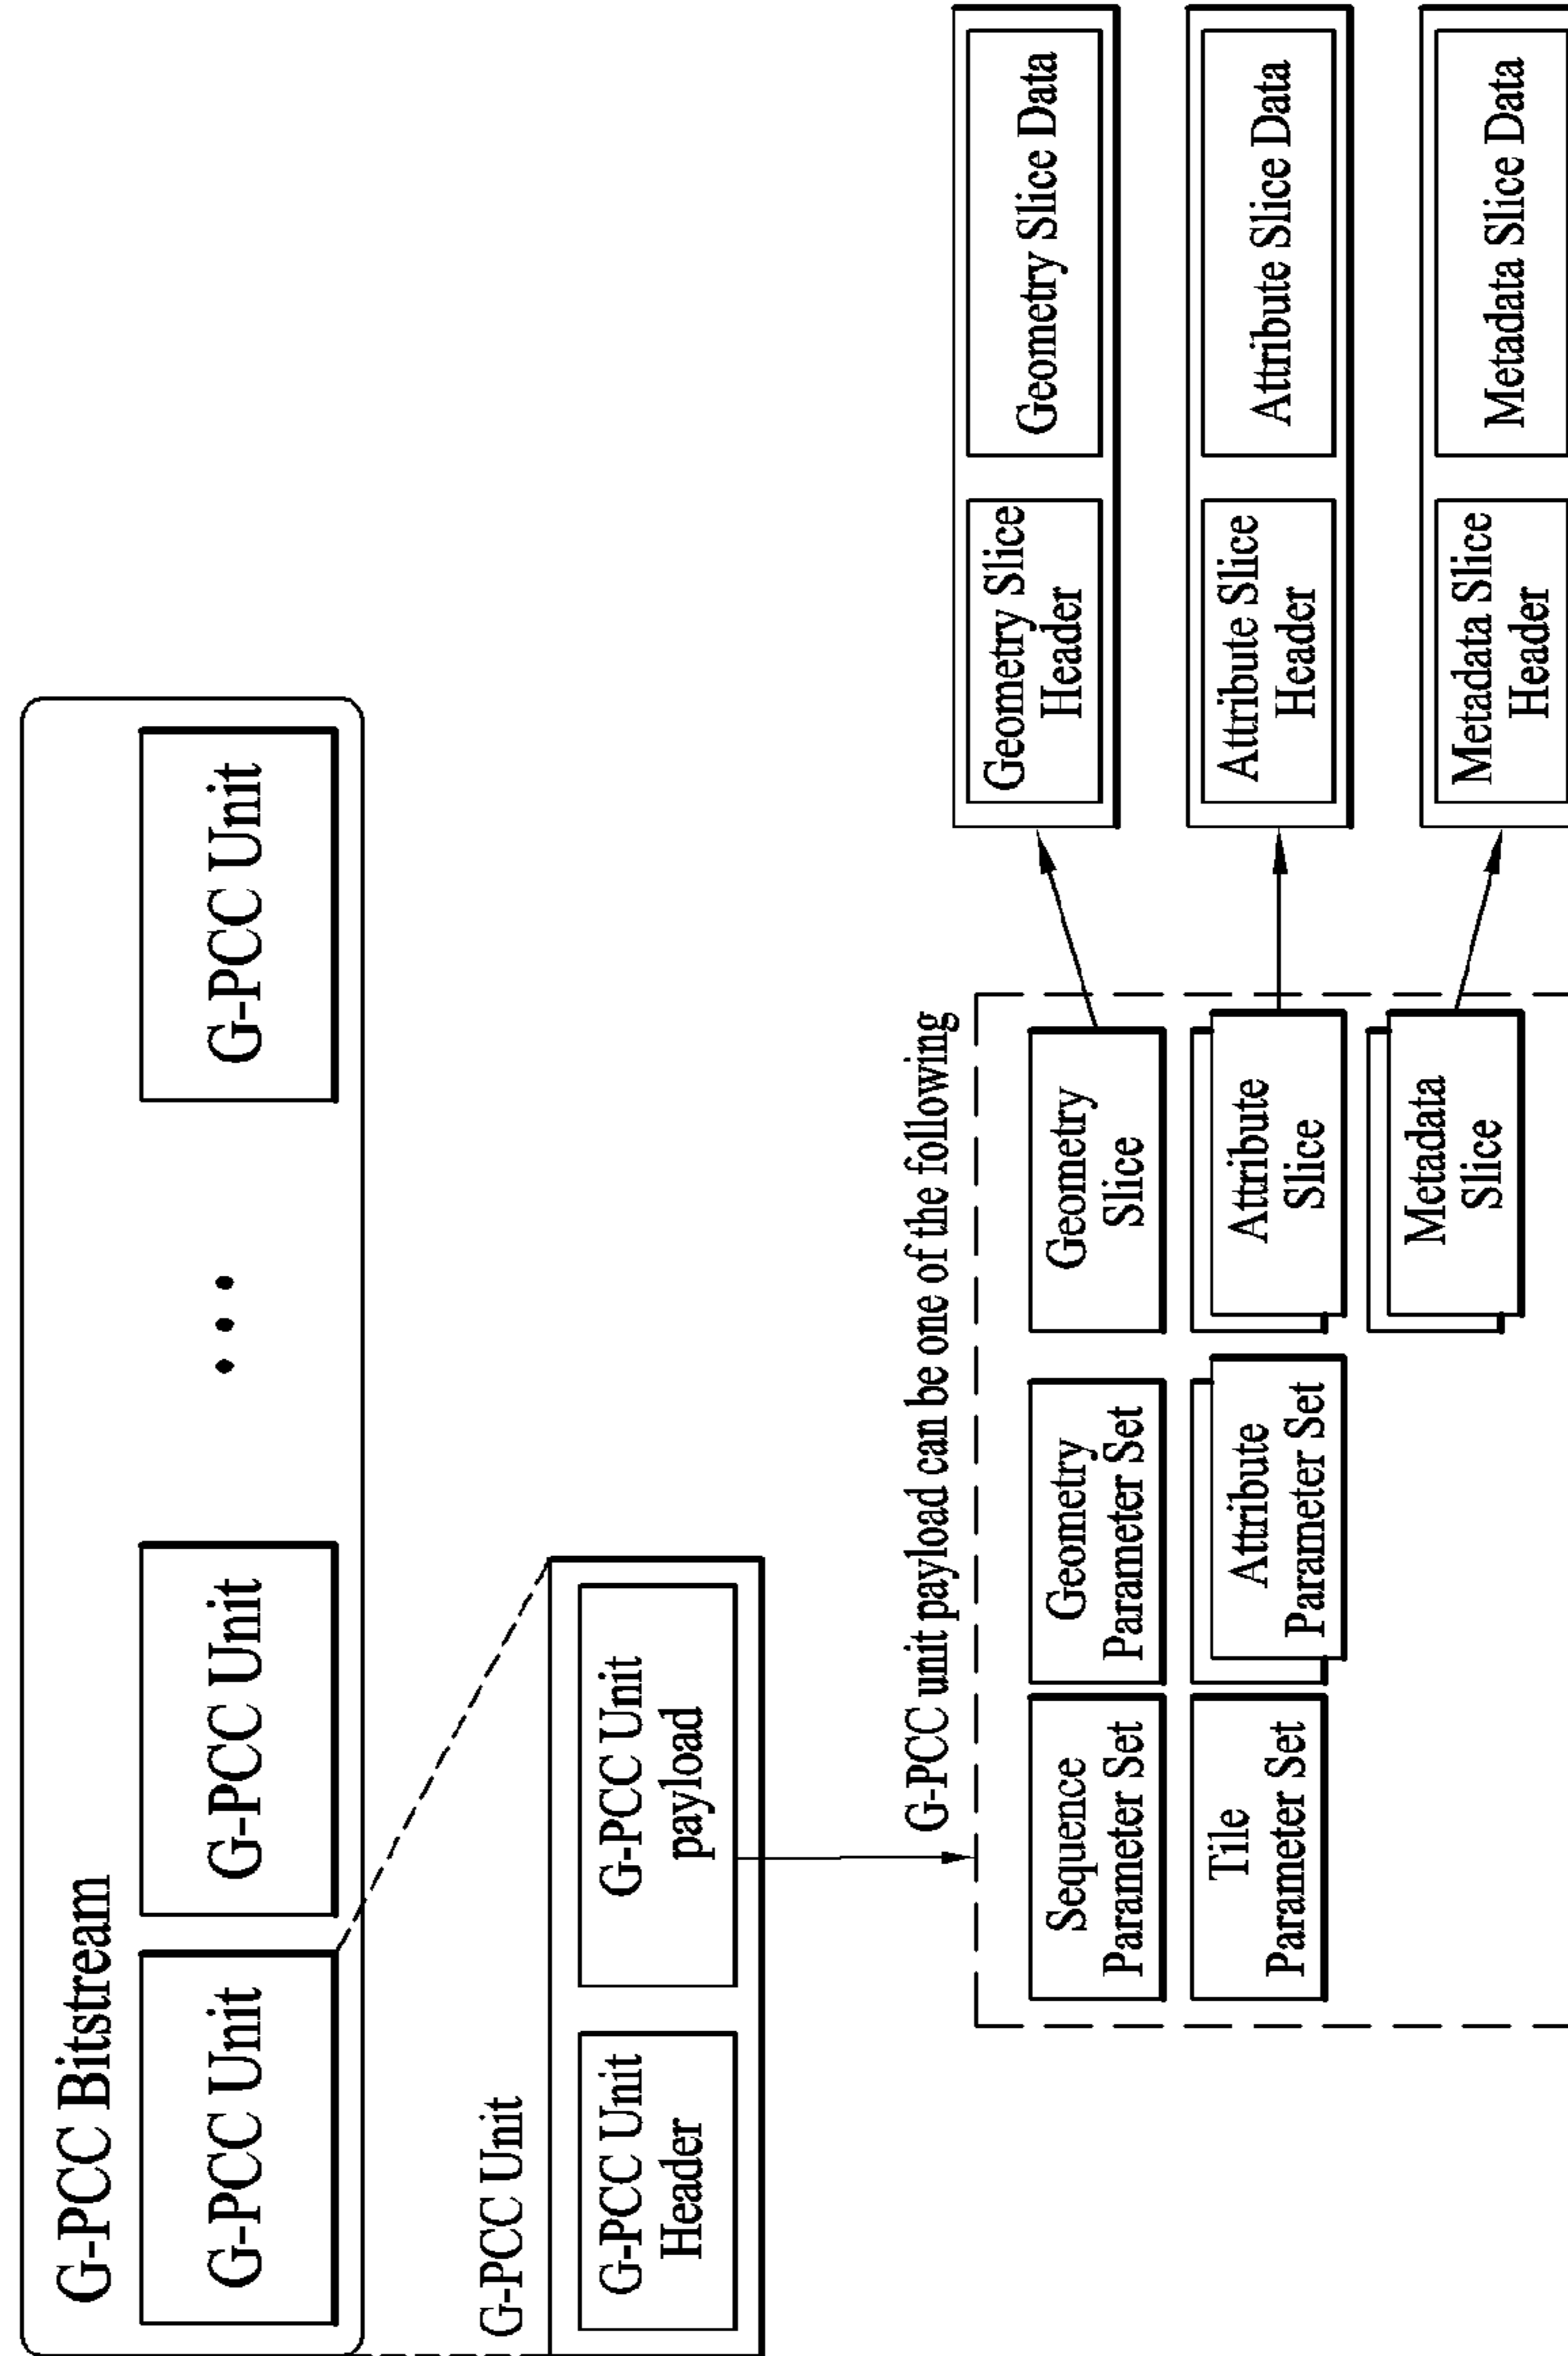 G-PCC Bitstream
G-PCC Unit
G-PCC Unit
• • •
G-PCC Unit
G-PCC Unit
G-PCC Unit
Header
G-PCC Unit
payload
G-PCC unit payload can be one of the following
Sequence
Parameter Set
Geometry
Parameter Set
Geometry
Slice
Tile
Parameter Set
Attribute
Parameter Set
Attribute
Slice
Metadata
Slice
Geometry Slice
Header
Geometry Slice Data
Attribute Slice
Header
Attribute Slice Data
Metadata Slice
Header
Metadata Slice Data